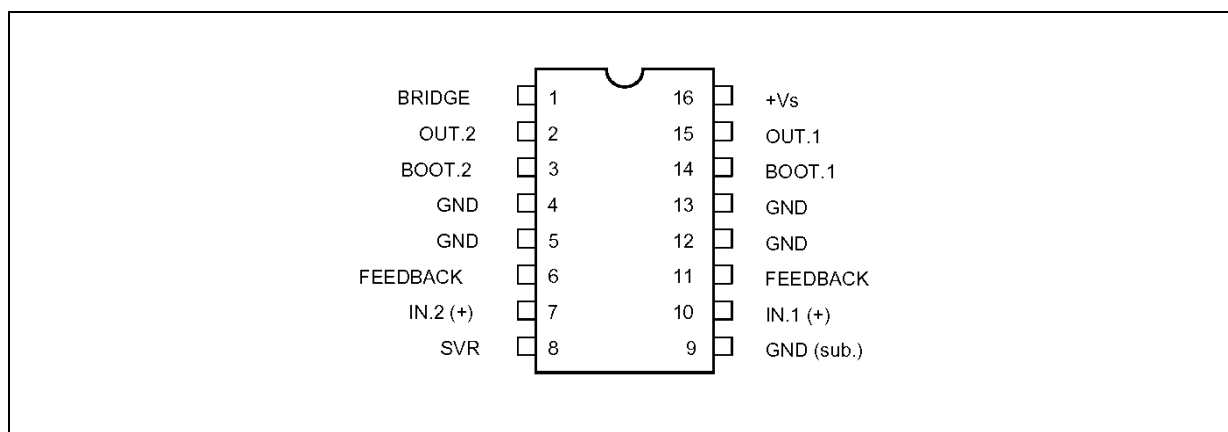 BRIDGE 1 16 +Vs
OUT.2 2 15 OUT.1
BOOT.2 3 14 BOOT.1
GND 4 13 GND
GND 5 12 GND
FEEDBACK 6 11 FEEDBACK
IN.2 (+) 7 10 IN.1 (+)
SVR 8 9 GND (sub.)